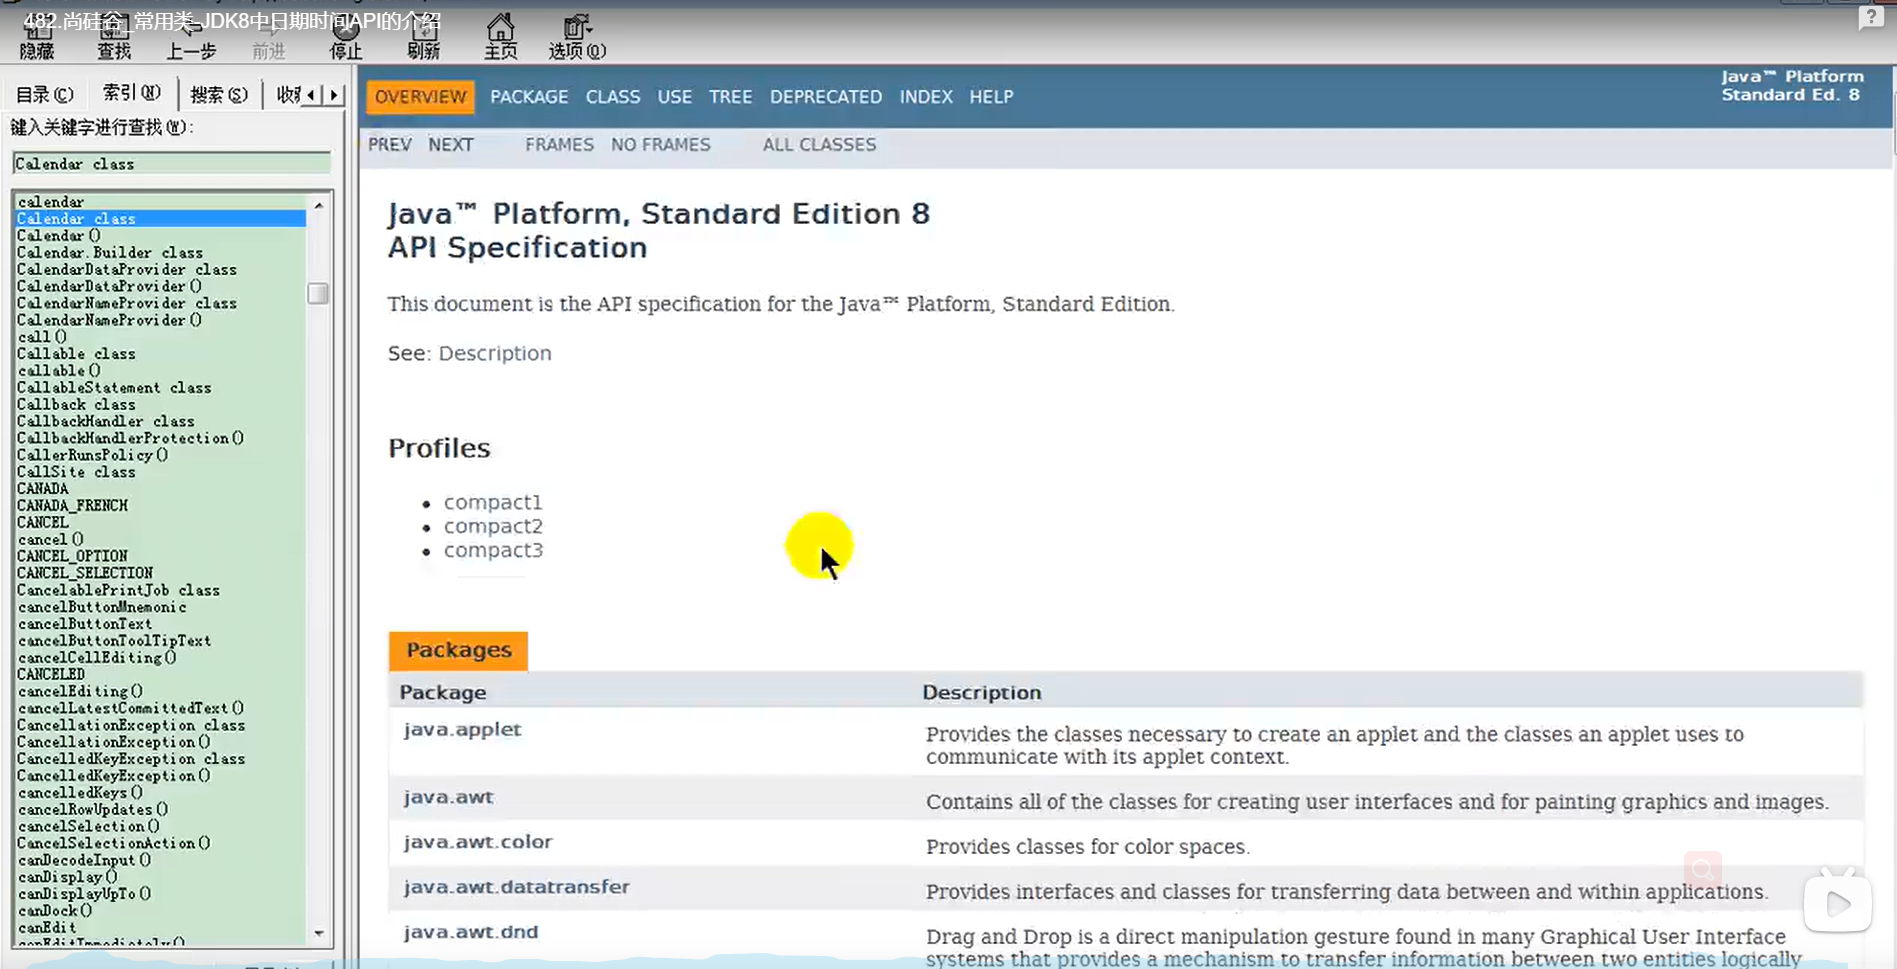 482.尚硅谷_常用类-JDK8中日期时间API的介绍
隐藏 查找 上一步 前进 停止 刷新 主页 选项(O)
目录(C) 索引(N) 搜索(S)
键入关键字进行查找(W):
Calendar class
calendar
Calendar class
Calendar()
Calendar.Builder class
CalendarDataProvider class
CalendarDataProvider()
CalendarNameProvider class
CalendarNameProvider()
call()
Callable class
callable()
CallableStatement class
Callback class
CallbackHandler class
CallbackHandlerProtection()
CallerRunsPolicy()
CallSite class
CANADA
CANADA_FRENCH
CANCEL
cancel()
CANCEL_OPTION
CANCEL_SELECTION
CancelablePrintJob class
cancelButtonMnemonic
cancelButtonText
cancelButtonToolTipText
cancelCellEditing()
CANCELED
cancelEditing()
cancelLatestCommittedText()
CancellationException class
CancellationException()
CancelledKeyException class
CancelledKeyException()
cancelledKeys()
cancelRowUpdates()
cancelSelection()
CancelSelectionAction()
canDecodeInput()
canDisplay()
canDisplayUpTo()
canDock()
canEdit
canEditImmediately()
OVERVIEW PACKAGE CLASS USE TREE DEPRECATED INDEX HELP
Java™ Platform
Standard Ed. 8
PREV NEXT FRAMES NO FRAMES ALL CLASSES
Java™ Platform, Standard Edition 8
API Specification
This document is the API specification for the Java™ Platform, Standard Edition.
See: Description
Profiles
compact1
compact2
compact3
Packages
Package Description
java.applet Provides the classes necessary to create an applet and the classes an applet uses to
communicate with its applet context.
java.awt Contains all of the classes for creating user interfaces and for painting graphics and images.
java.awt.color Provides classes for color spaces.
java.awt.datatransfer Provides interfaces and classes for transferring data between and within applications.
java.awt.dnd Drag and Drop is a direct manipulation gesture found in many Graphical User Interface
systems that provides a mechanism to transfer information between two entities logically